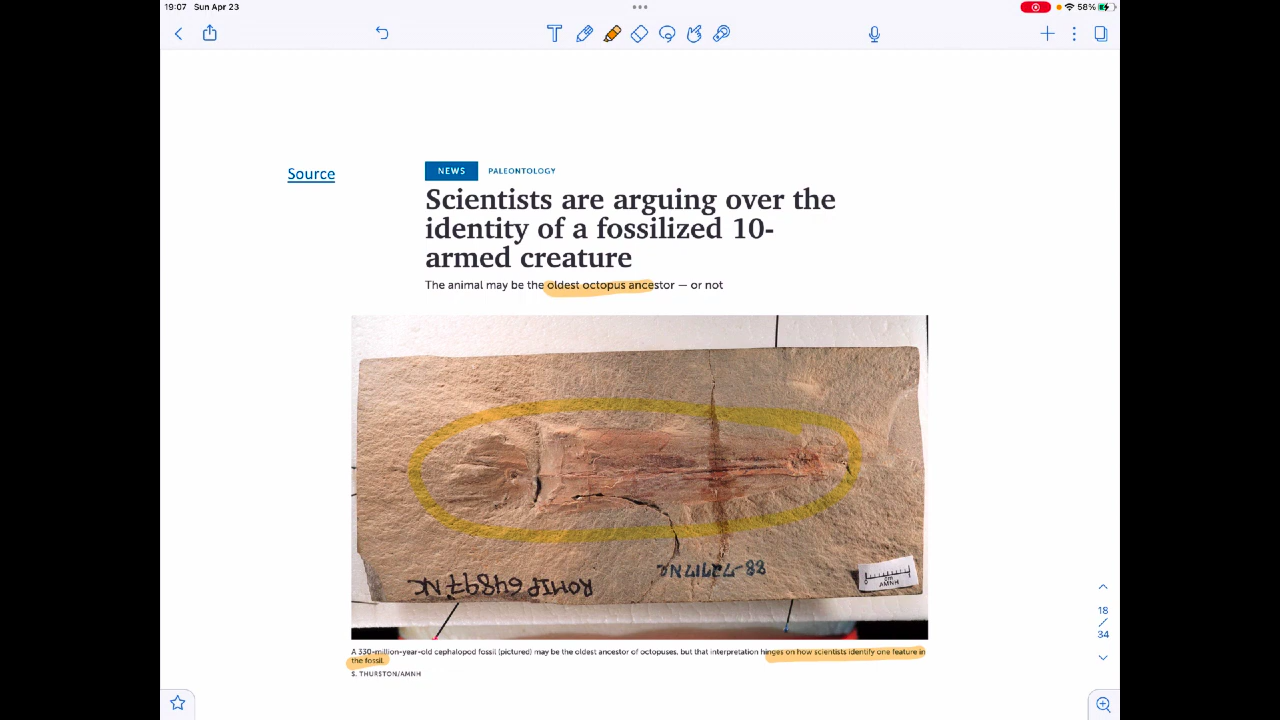 19:07 Sun Apr 23
58%
T
Source
NEWS PALEONTOLOGY
Scientists are arguing over the
identity of a fossilized 10-
armed creature
The animal may be the oldest octopus ancestor — or not
88-72717NC
ROMIP 64897 NC
AMNH
A 330-million-year-old cephalopod fossil (pictured) may be the oldest ancestor of octopuses, but that interpretation hinges on how scientists identify one feature in
the fossil.
S. THURSTON/AMNH
18
/
34